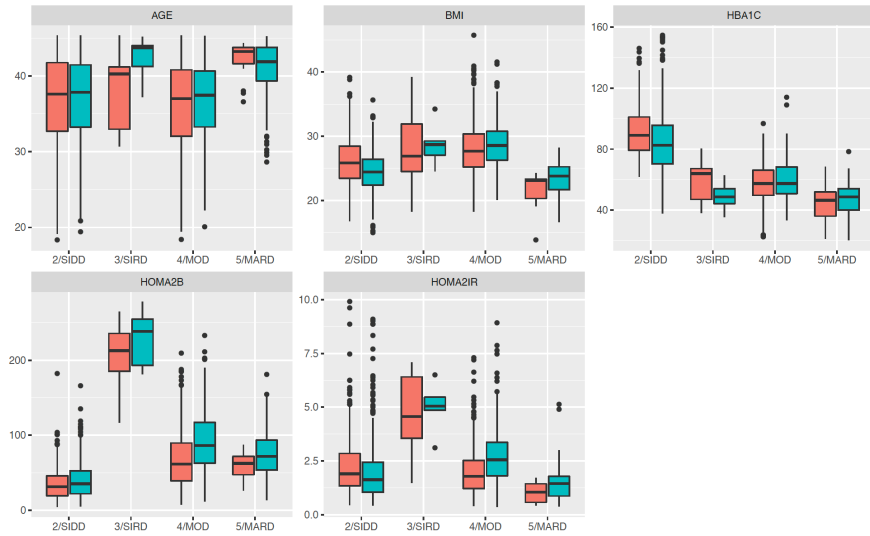 AGE
BMI
HBA1C
40
30
20
2/SIDD 3/SIRD 4/MOD 5/MARD
40
30
20
2/SIDD 3/SIRD 4/MOD 5/MARD
160
120
80
40
2/SIDD 3/SIRD 4/MOD 5/MARD
HOMA2B
HOMA2IR
200
100
0
2/SIDD 3/SIRD 4/MOD 5/MARD
10.0
7.5
5.0
2.5
0.0
2/SIDD 3/SIRD 4/MOD 5/MARD